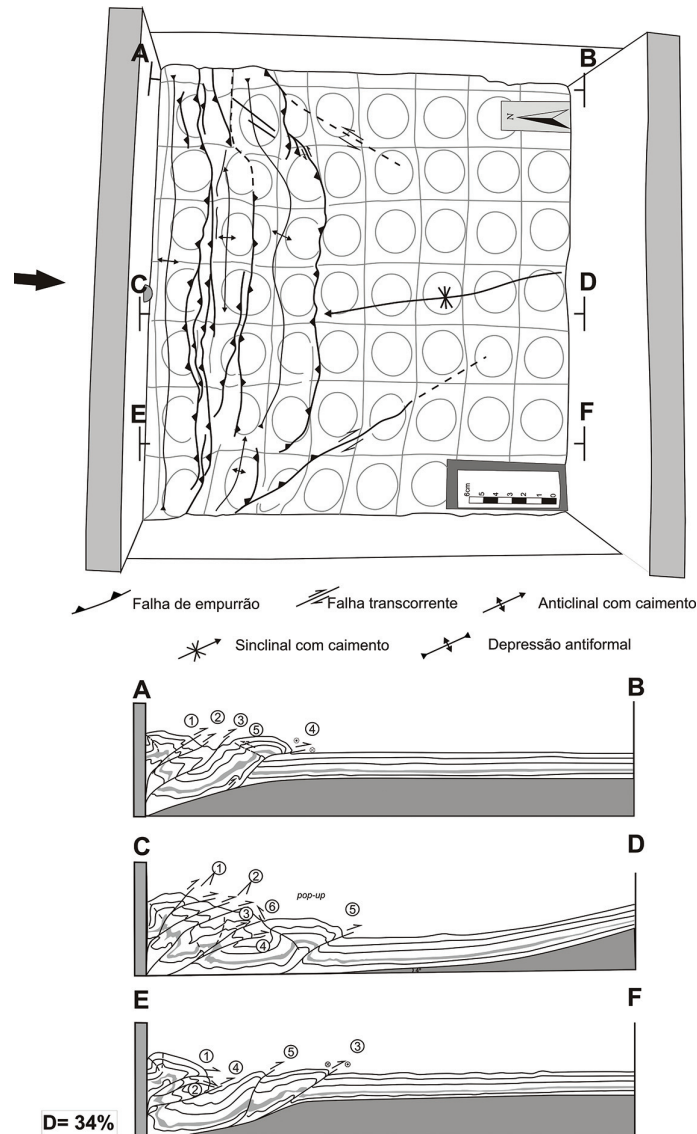 A B
N
C D
E F
6cm 5 4 3 2 1 0
Falha de empurrão Falha transcorrente Anticlinal com caimento
Sinclinal com caimento Depressão antiformal
A B
1 2 3 5 4
C D
1
2
pop-up
3 6 5
4
E F
1 4 5 3
2
D= 34%